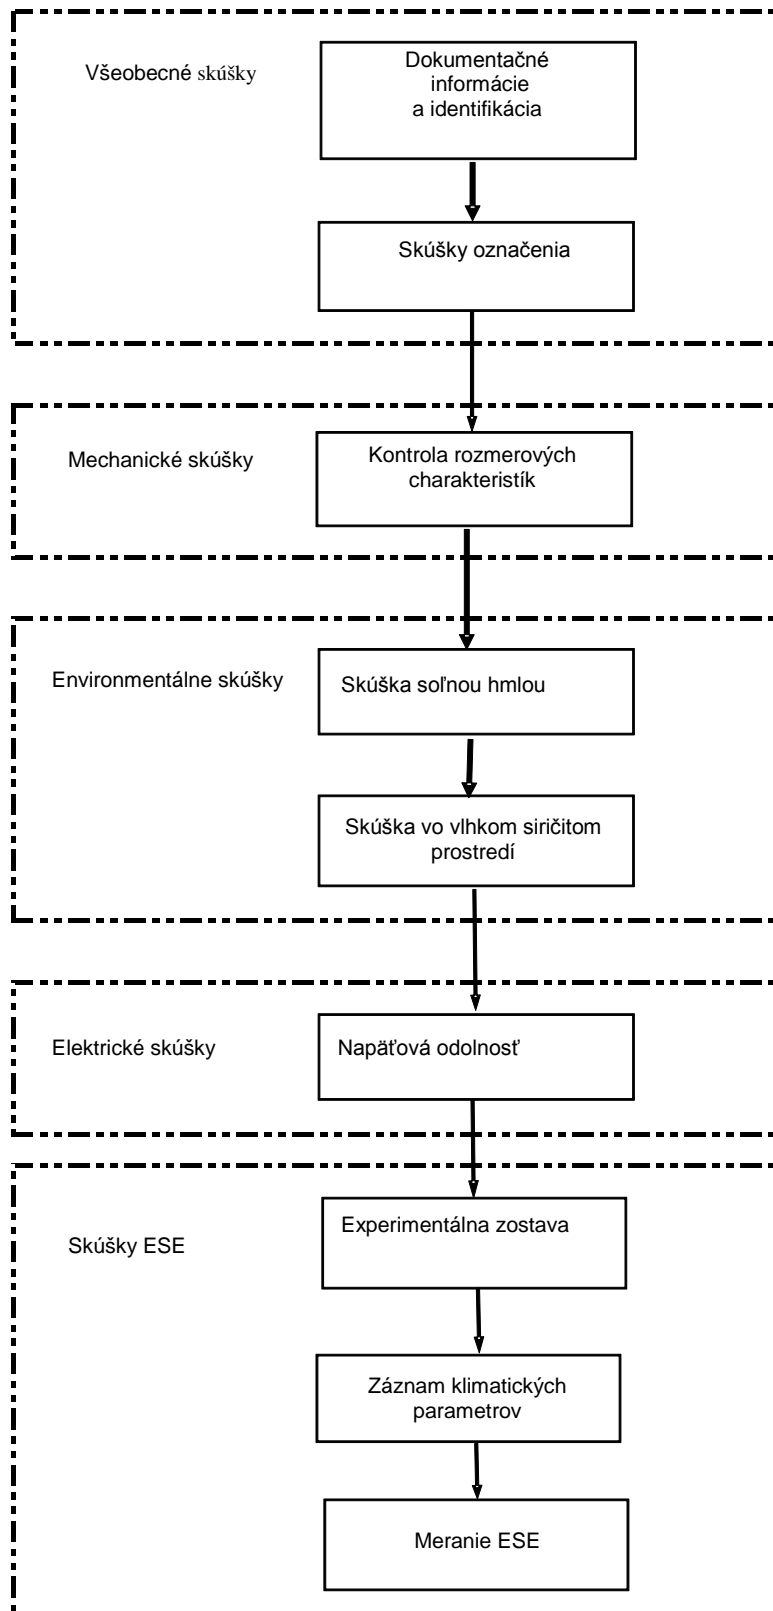 Všeobecné skúšky
Dokumentačné
informácie
a identifikácia
Skúšky označenia
Mechanické skúšky
Kontrola rozmerových
charakteristík
Environmentálne skúšky
Skúška soľnou hmlou
Skúška vo vlhkom siričitom
prostredí
Elektrické skúšky
Napäťová odolnosť
Skúšky ESE
Experimentálna zostava
Záznam klimatických
parametrov
Meranie ESE